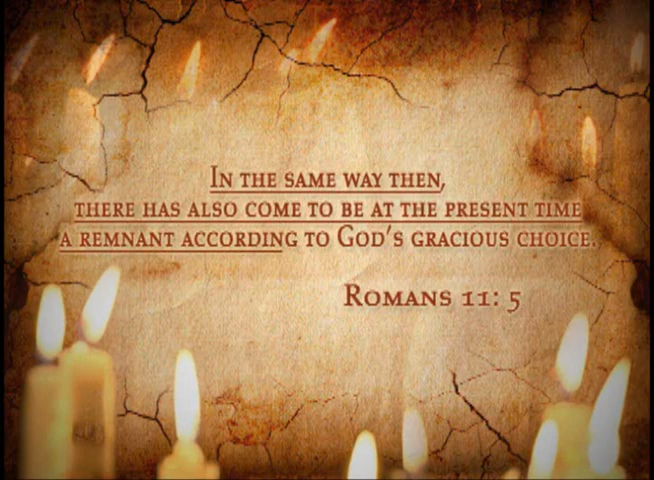 In the same way then,
there has also come to be at the present time
a remnant according to God's gracious choice.
Romans 11: 5